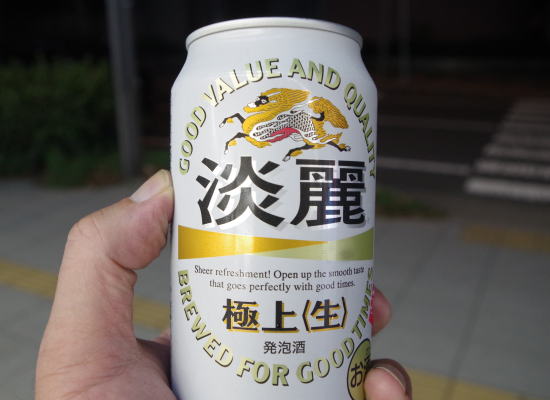 GOOD VALUE AND QUALITY
淡麗
Sheer refreshment! Open up the smooth taste
that goes perfectly with good times.
極上〈生〉
発泡酒
BREWED FOR GOOD TIMES
お